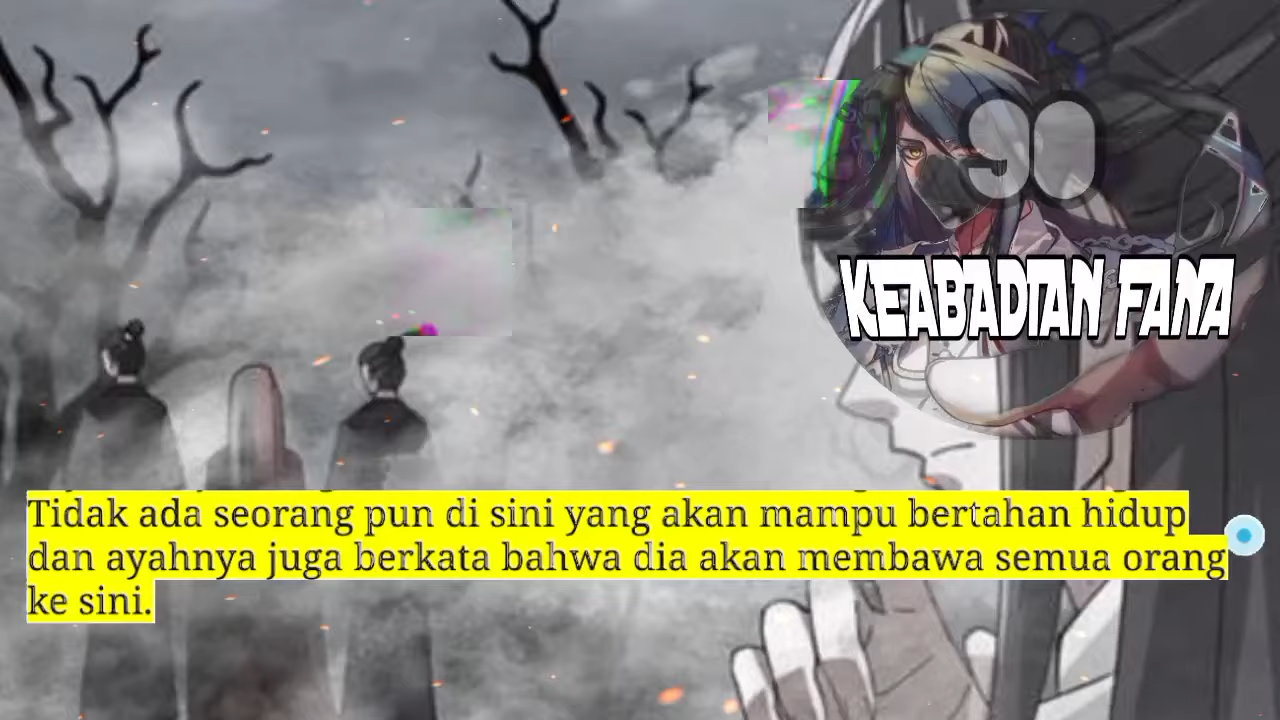 90
KEABADIAN FANA
Tidak ada seorang pun di sini yang akan mampu bertahan hidup
dan ayahnya juga berkata bahwa dia akan membawa semua orang
ke sini.